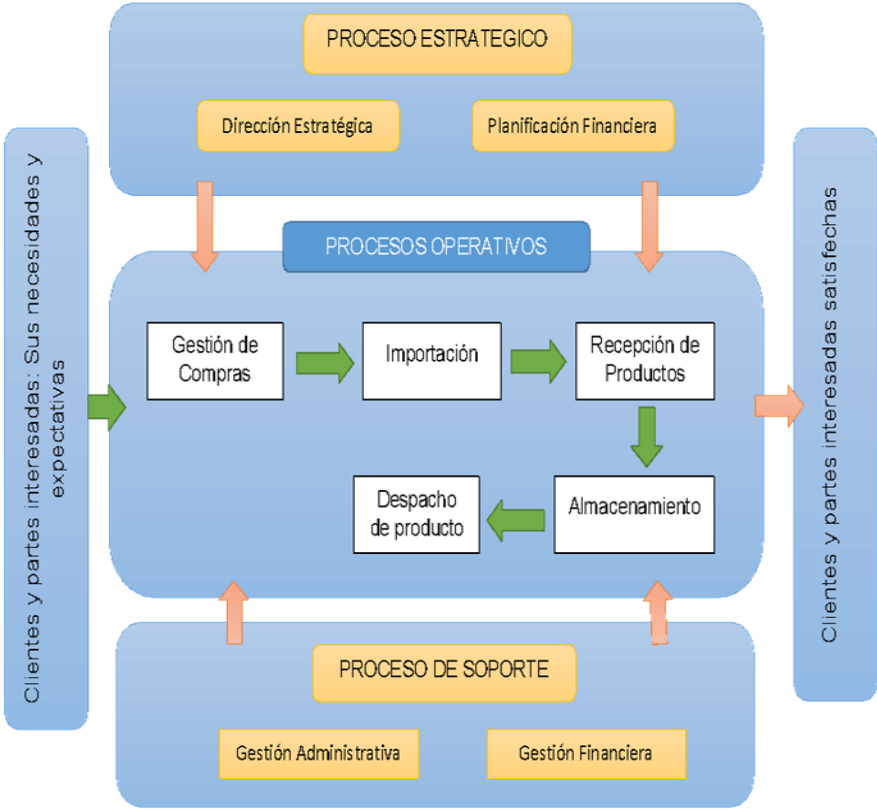 PROCESO ESTRATEGICO
Dirección Estratégica
Planificación Financiera
Clientes y partes interesadas: Sus necesidades y
expectativas
PROCESOS OPERATIVOS
Gestión de
Compras
Importación
Recepción de
Productos
Almacenamiento
Despacho
de producto
Clientes y partes interesadas satisfechas
PROCESO DE SOPORTE
Gestión Administrativa
Gestión Financiera